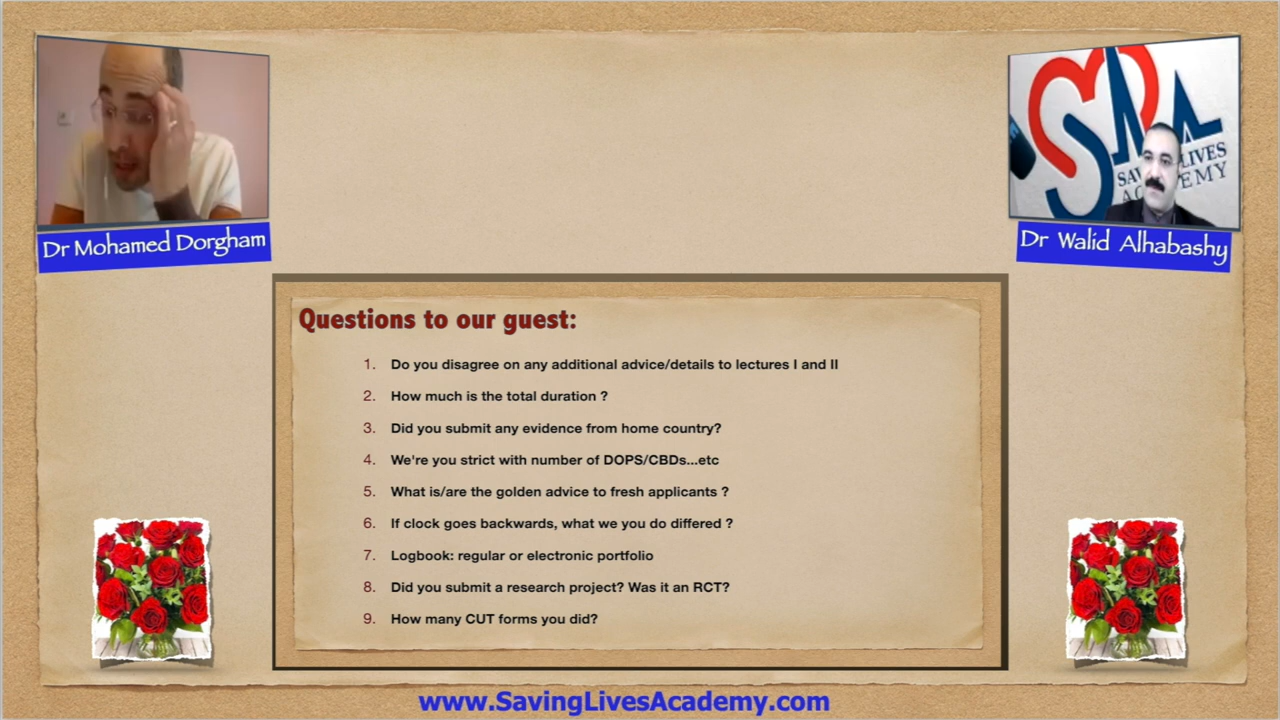 Dr Mohamed Dorgham
SAVING LIVES
ACADEMY
Dr Walid Alhabashy
Questions to our guest:
1. Do you disagree on any additional advice/details to lectures I and II
2. How much is the total duration ?
3. Did you submit any evidence from home country?
4. We're you strict with number of DOPS/CBDs...etc
5. What is/are the golden advice to fresh applicants ?
6. If clock goes backwards, what we you do differed ?
7. Logbook: regular or electronic portfolio
8. Did you submit a research project? Was it an RCT?
9. How many CUT forms you did?
www.SavingLivesAcademy.com